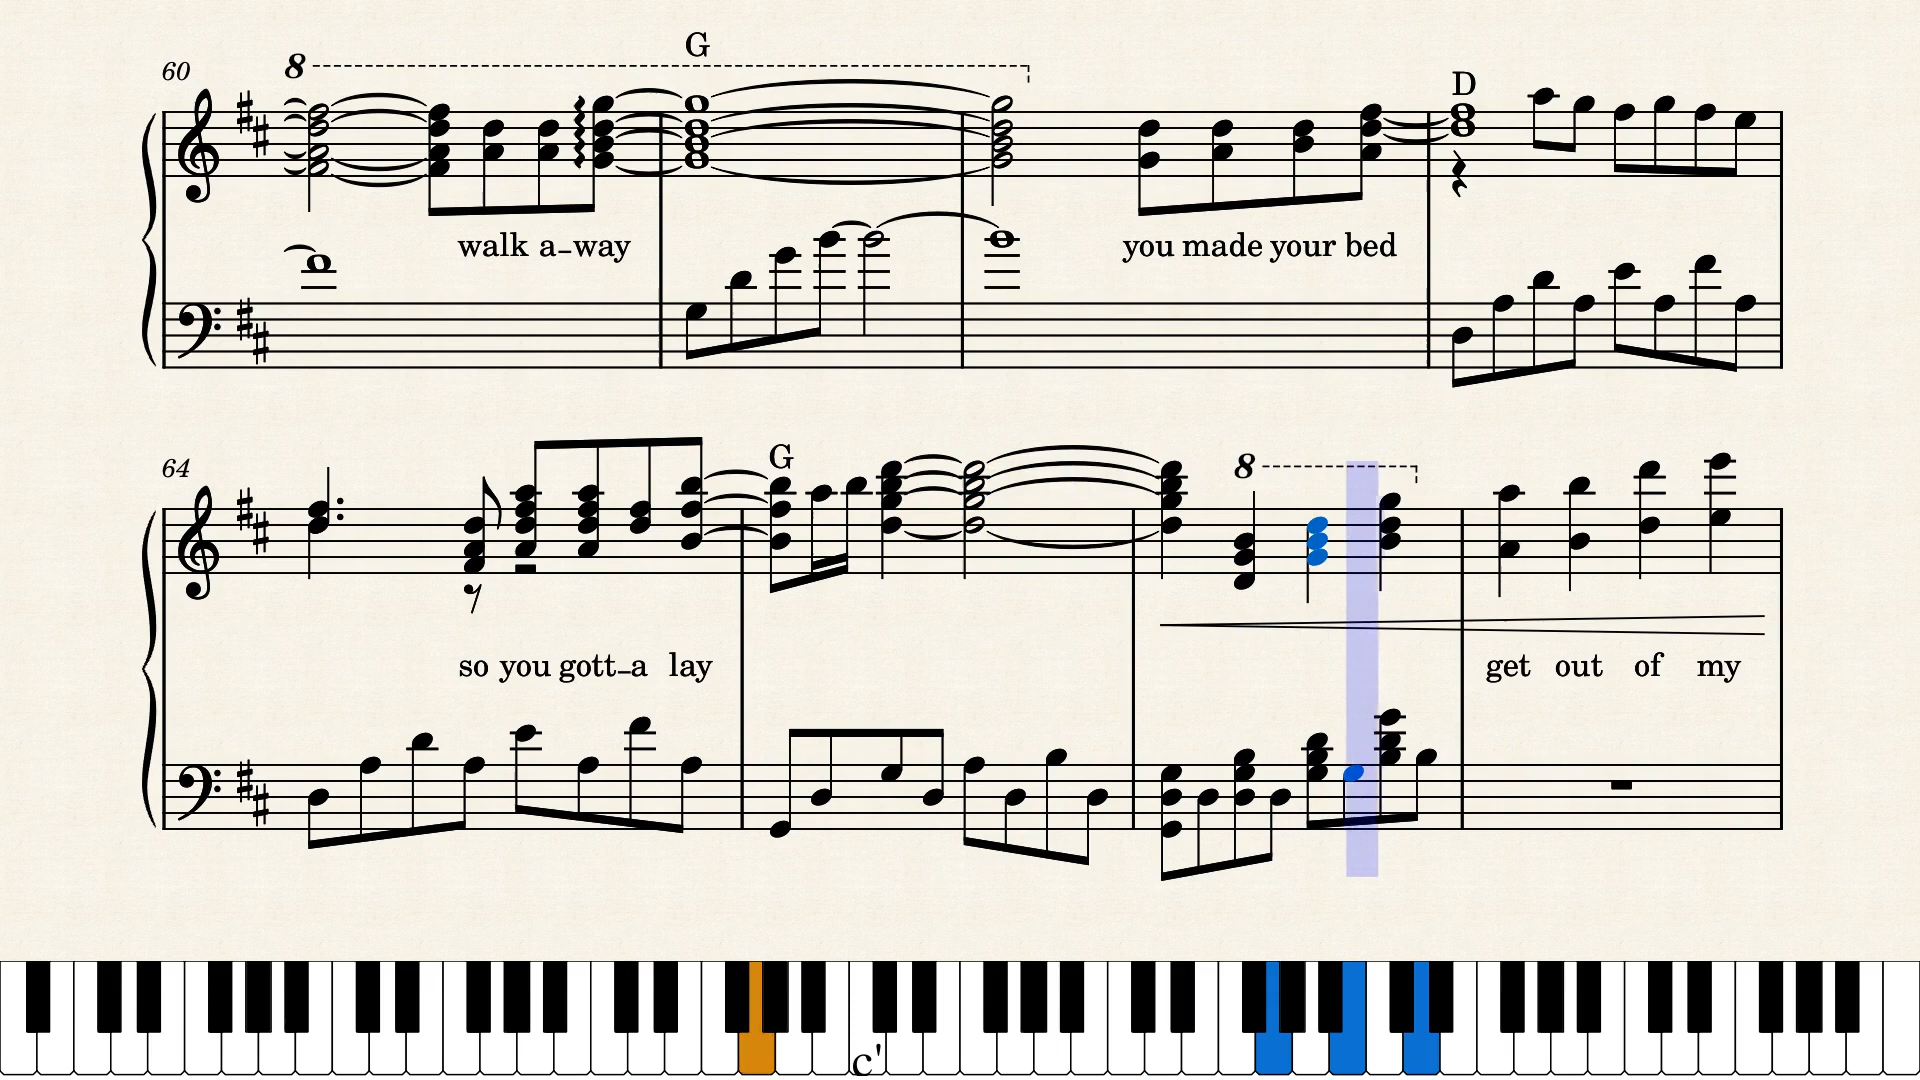 60 8 G D
walk a-way you made your bed
64 G 8
so you gott-a lay get out of my
c'